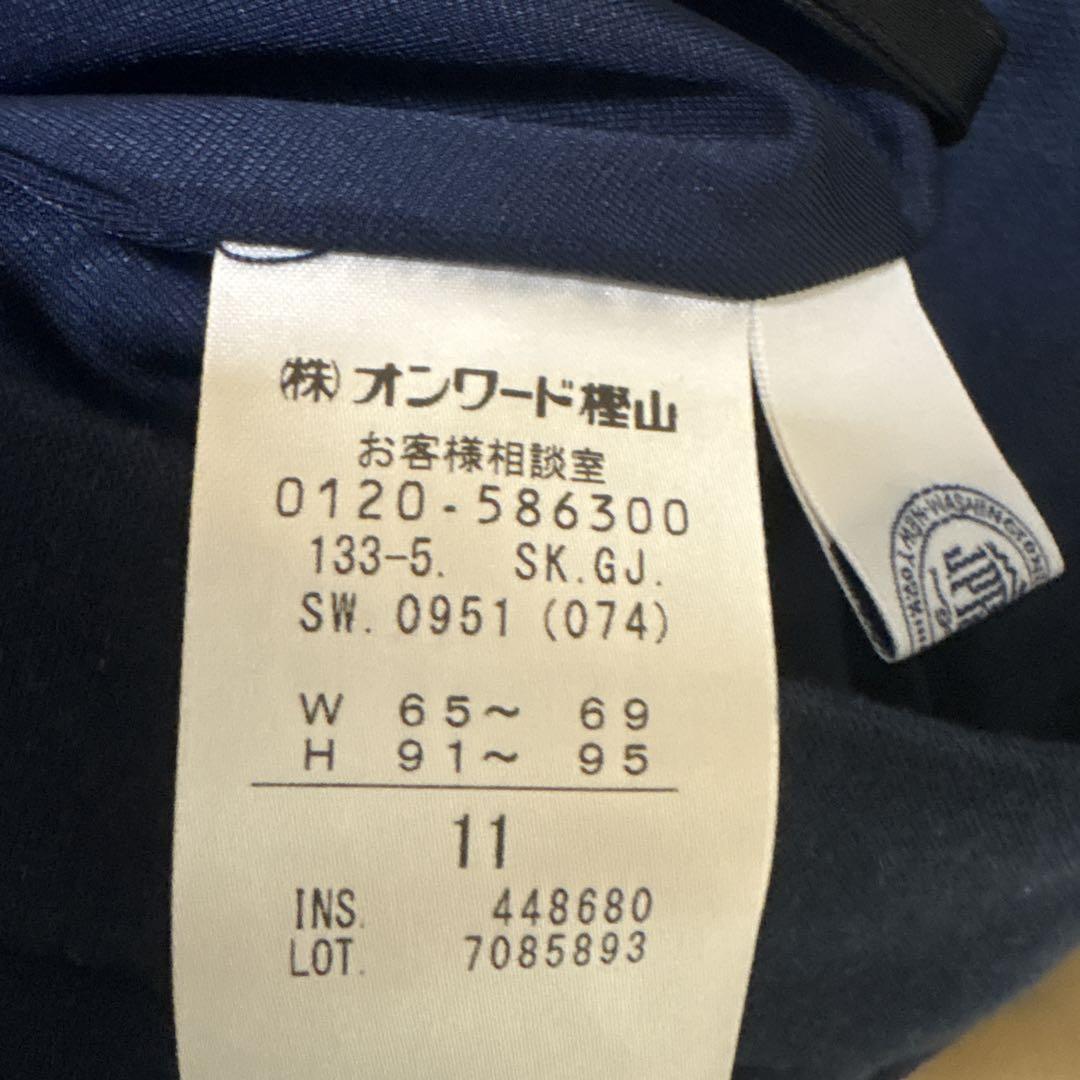 (株)オンワード樫山
お客様相談室
0120-586300
133-5. SK.GJ.
SW. 0951 (074)
W 65～ 69
H 91～ 95
11
INS. 448680
LOT. 7085893